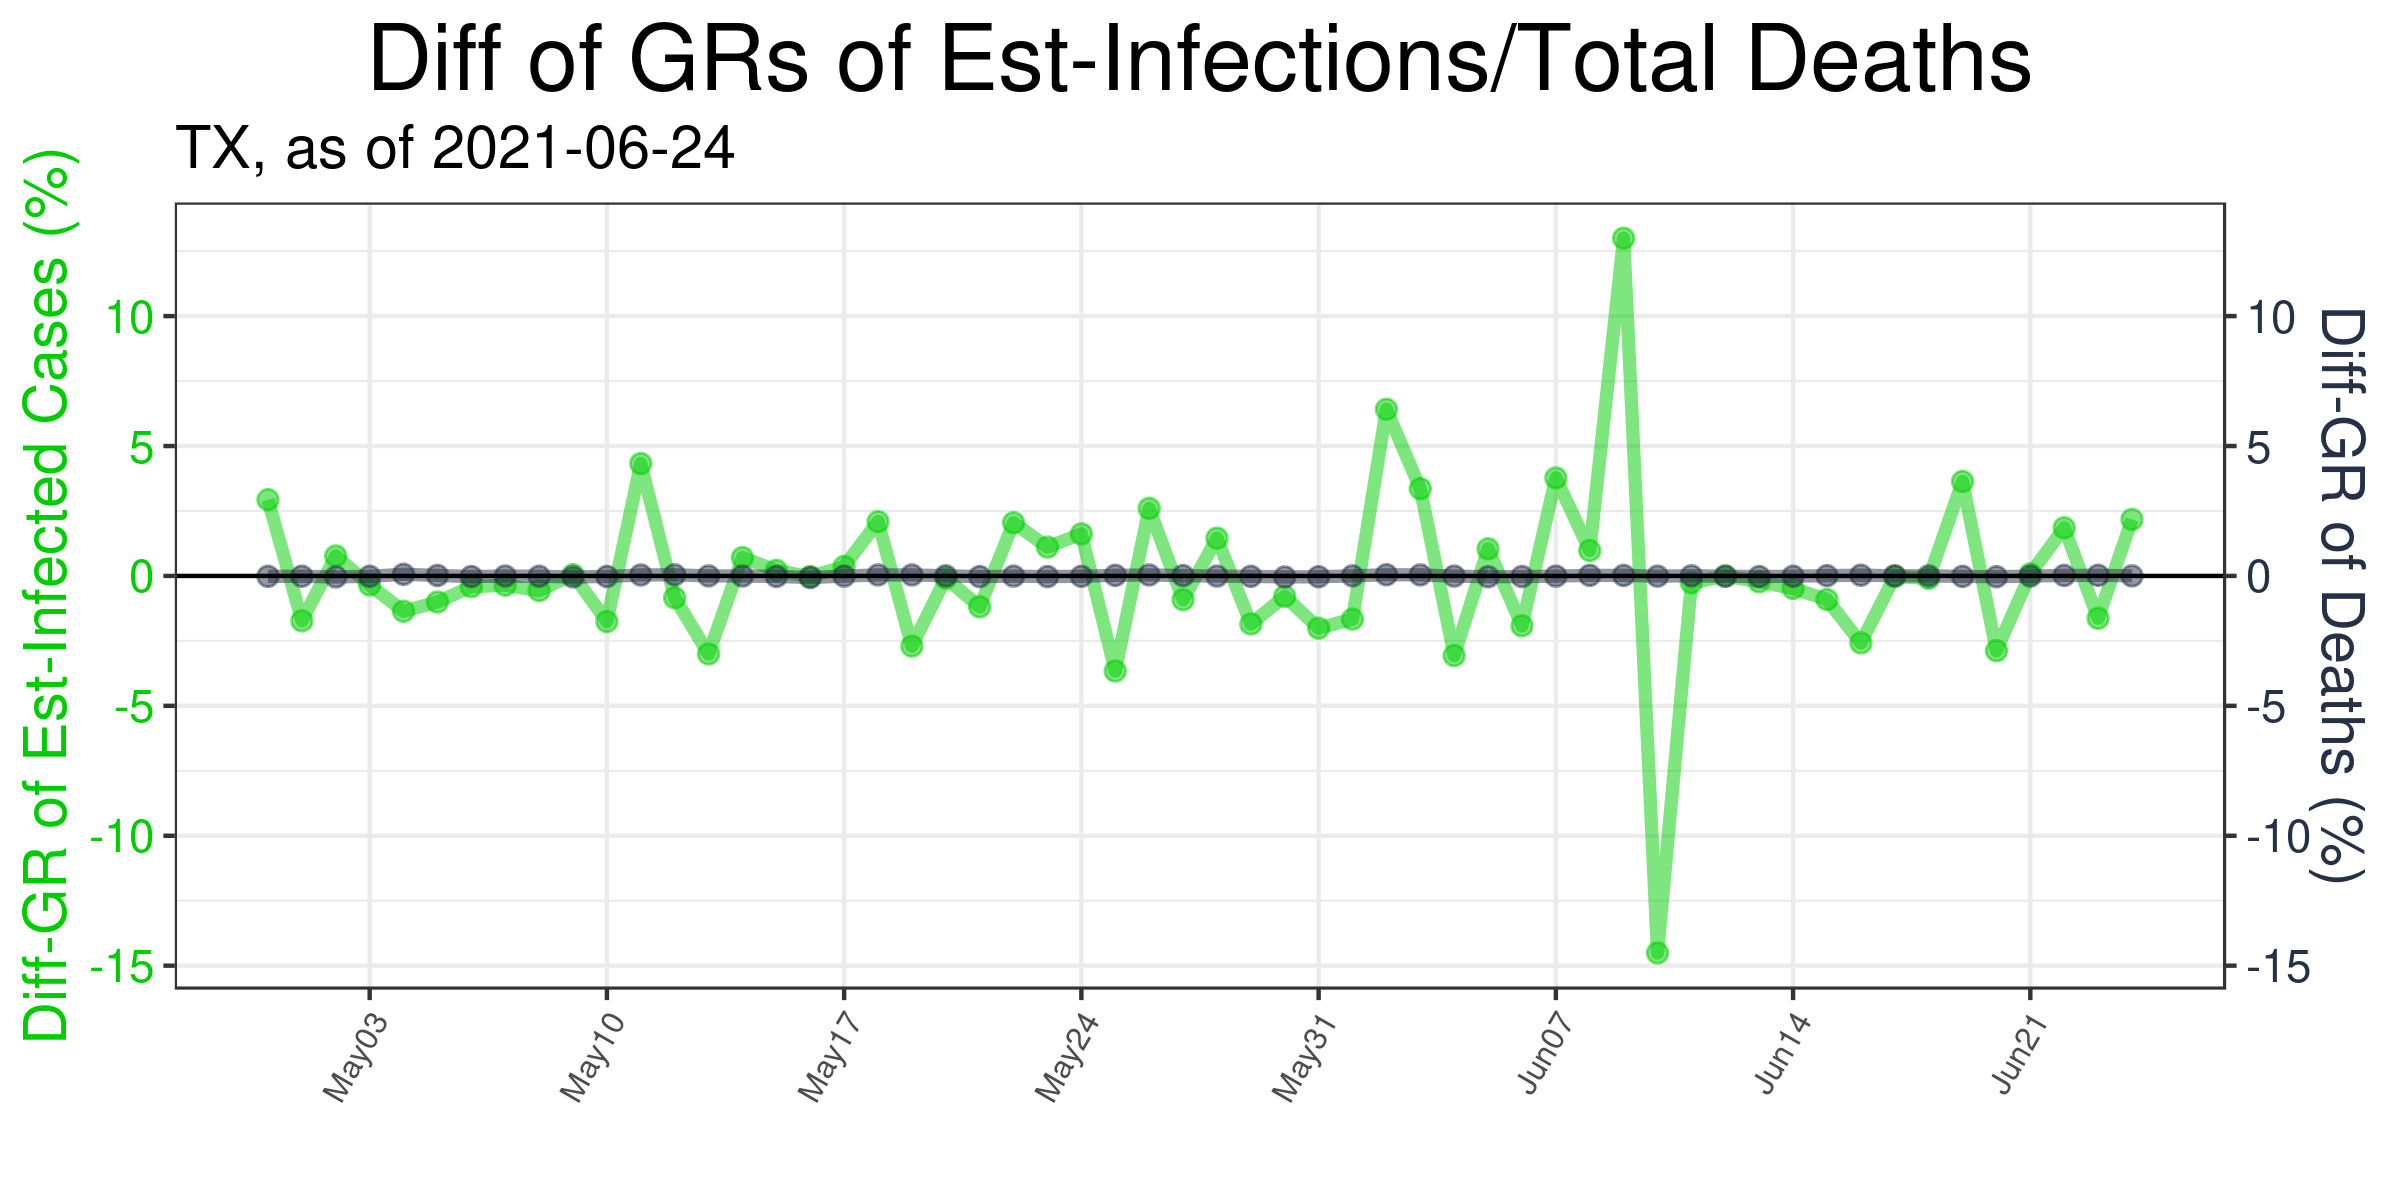 Diff of GRs of Est-Infections/Total Deaths
TX, as of 2021-06-24
Diff-GR of Est-Infected Cases (%)
10
5
0
-5
-10
-15
10
5
0
-5
-10
-15
Diff-GR of Deaths (%)
May03
May10
May17
May24
May31
Jun07
Jun14
Jun21